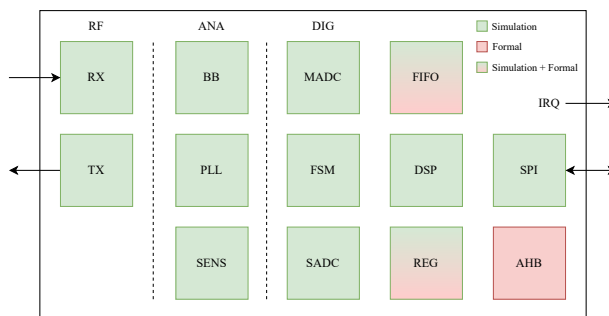 RF
ANA
DIG
Simulation
Formal
Simulation + Formal
RX
BB
MADC
FIFO
IRQ
TX
PLL
FSM
DSP
SPI
SENS
SADC
REG
AHB